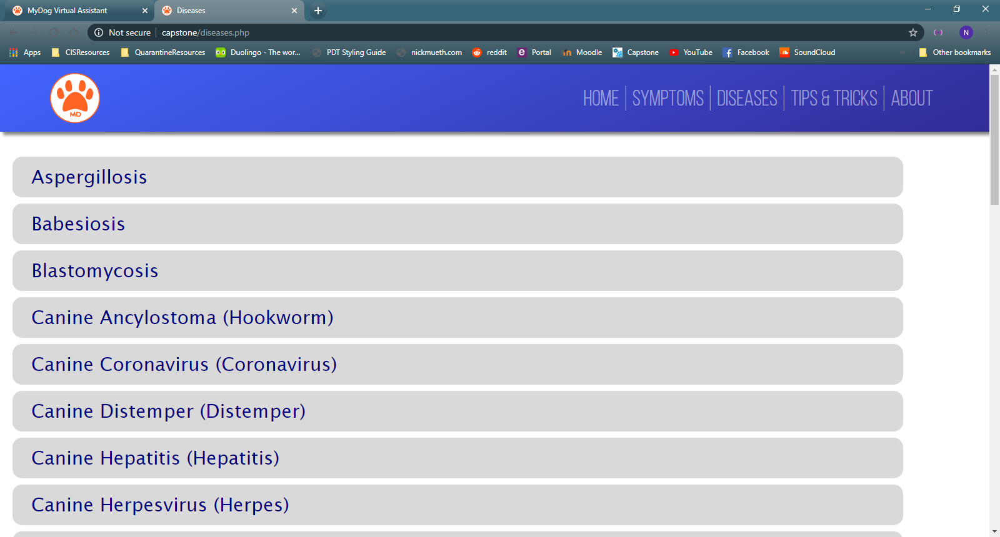 MyDog Virtual Assistant
Diseases
Not secure capstone/diseases.php
N
Apps CISResources QuarantineResources Duolingo - The wor... PDT Styling Guide nickmueth.com reddit Portal Moodle Capstone YouTube Facebook SoundCloud » Other bookmarks
MD
HOME SYMPTOMS DISEASES TIPS & TRICKS ABOUT
Aspergillosis
Babesiosis
Blastomycosis
Canine Ancylostoma (Hookworm)
Canine Coronavirus (Coronavirus)
Canine Distemper (Distemper)
Canine Hepatitis (Hepatitis)
Canine Herpesvirus (Herpes)